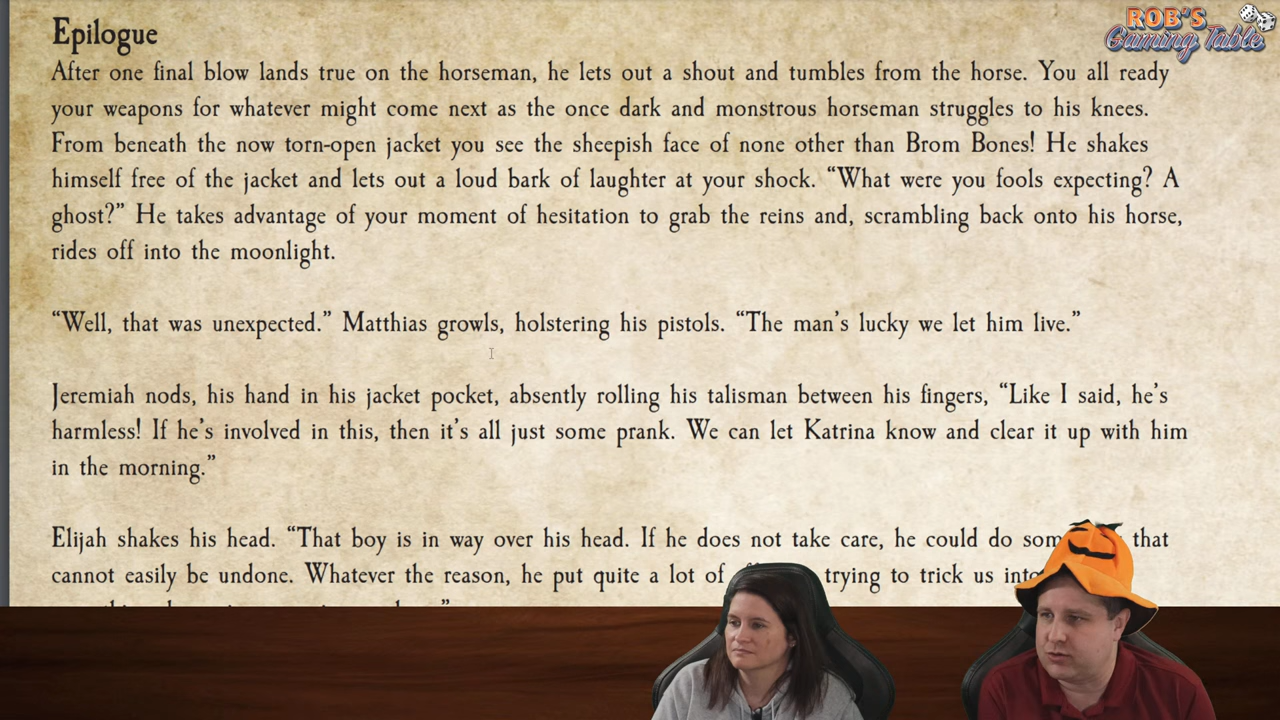 ROB'S
Gaming Table
Epilogue
After one final blow lands true on the horseman, he lets out a shout and tumbles from the horse. You all ready
your weapons for whatever might come next as the once dark and monstrous horseman struggles to his knees.
From beneath the now torn-open jacket you see the sheepish face of none other than Brom Bones! He shakes
himself free of the jacket and lets out a loud bark of laughter at your shock. “What were you fools expecting? A
ghost?” He takes advantage of your moment of hesitation to grab the reins and, scrambling back onto his horse,
rides off into the moonlight.
“Well, that was unexpected.” Matthias growls, holstering his pistols. “The man’s lucky we let him live.”
Jeremiah nods, his hand in his jacket pocket, absently rolling his talisman between his fingers, “Like I said, he’s
harmless! If he’s involved in this, then it’s all just some prank. We can let Katrina know and clear it up with him
in the morning.”
Elijah shakes his head. “That boy is in way over his head. If he does not take care, he could do som that
cannot easily be undone. Whatever the reason, he put quite a lot of trying to trick us into